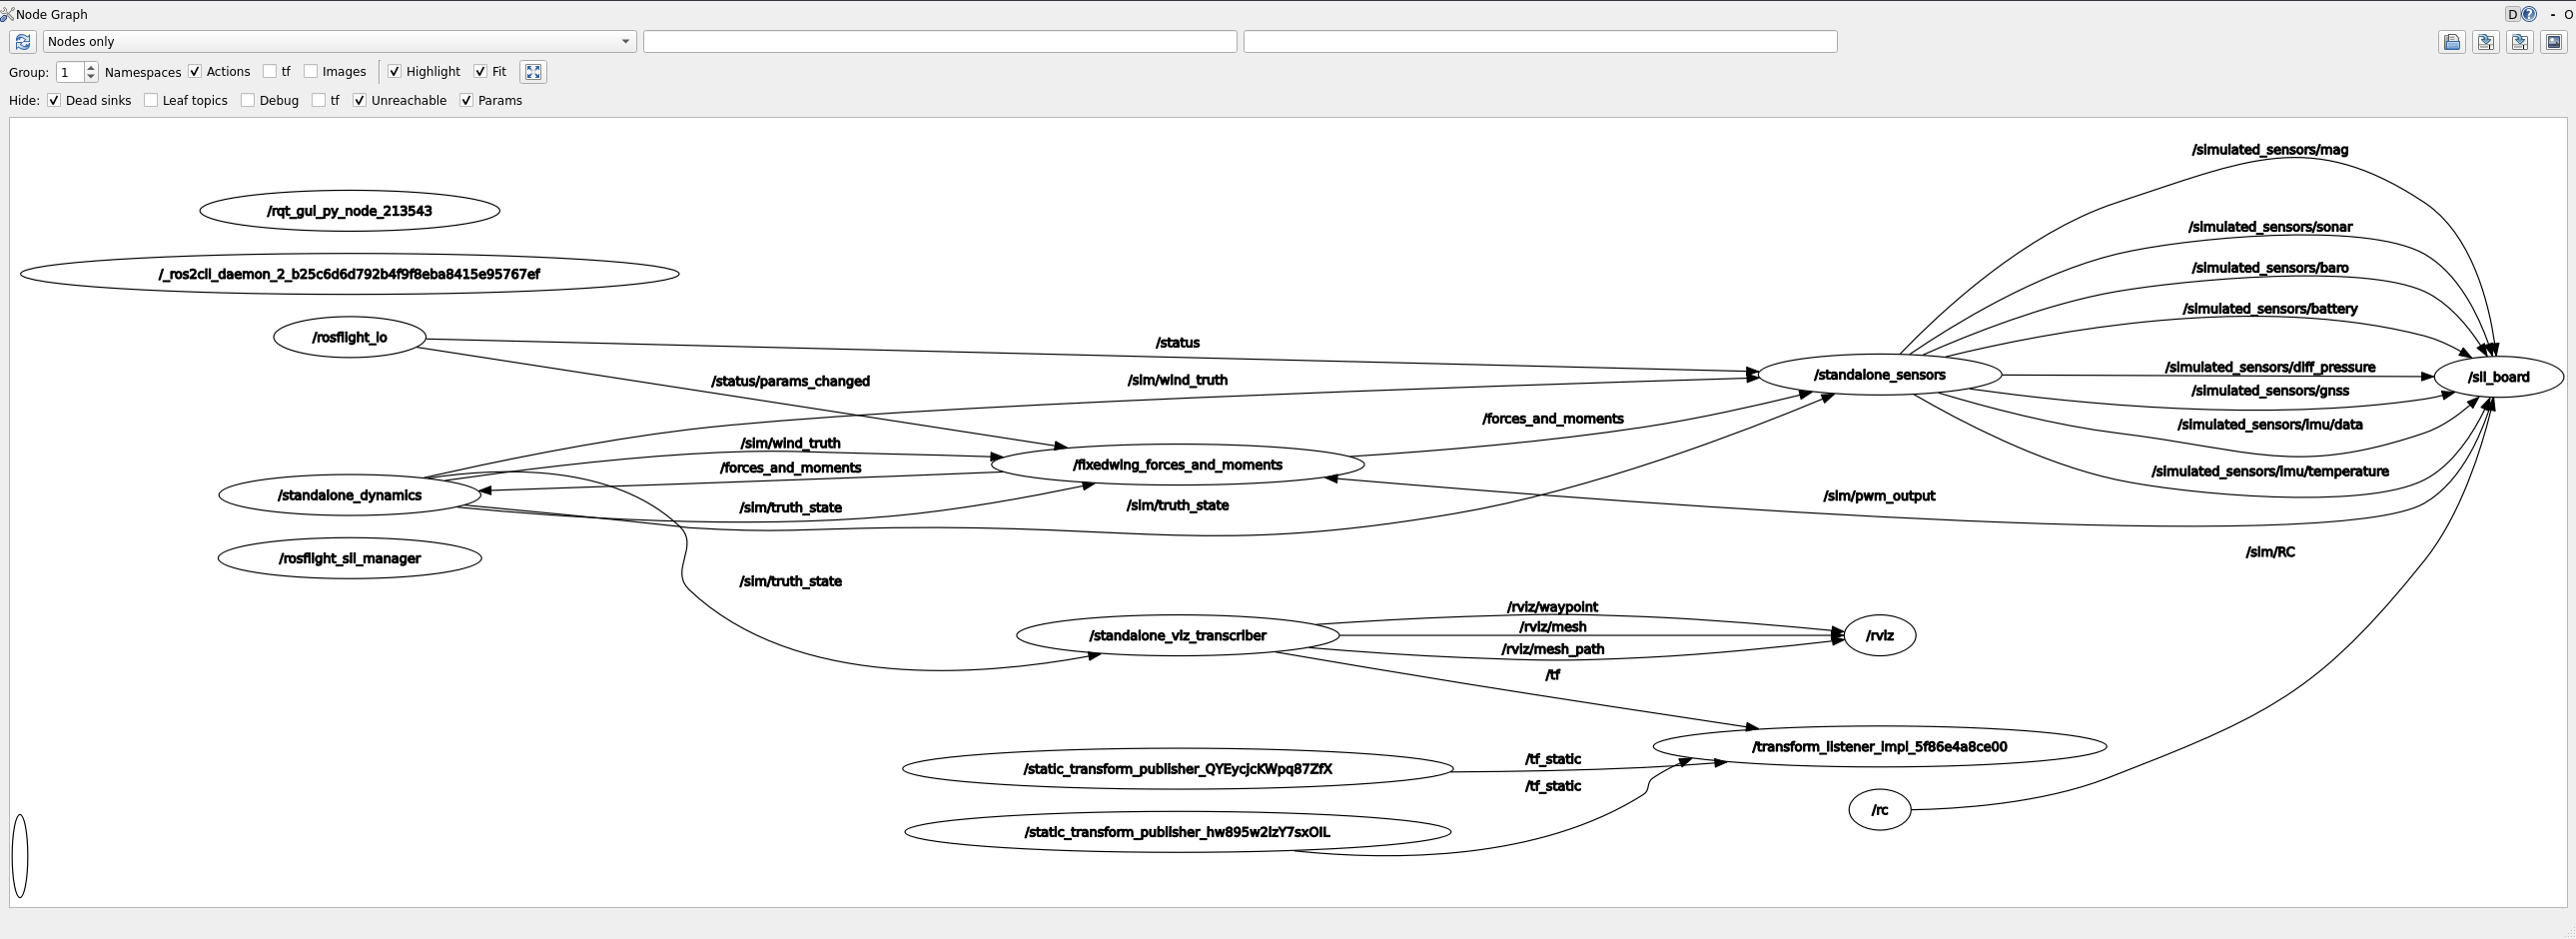 Node Graph
D
- O
Nodes only
Group: 1 Namespaces Actions tf Images Highlight Fit
Hide: Dead sinks Leaf topics Debug tf Unreachable Params
/simulated_sensors/mag
/rqt_gui_py_node_213543
/simulated_sensors/sonar
/simulated_sensors/baro
/_ros2cli_daemon_2_b25c6d6d792b4f9f8eba8415e95767ef
/simulated_sensors/battery
/rosflight_io
/status
/simulated_sensors/diff_pressure
/standalone_sensors
/sil_board
/status/params_changed
/sim/wind_truth
/simulated_sensors/gnss
/forces_and_moments
/simulated_sensors/imu/data
/sim/wind_truth
/fixedwing_forces_and_moments
/forces_and_moments
/simulated_sensors/imu/temperature
/standalone_dynamics
/sim/pwm_output
/sim/truth_state
/sim/truth_state
/rosflight_sil_manager
/sim/RC
/sim/truth_state
/rviz/waypoint
/rviz/mesh
/standalone_viz_transcriber
/rviz
/rviz/mesh_path
/tf
/transform_listener_impl_5f86e4a8ce00
/tf_static
/static_transform_publisher_QYEycjcKWpq87ZfX
/tf_static
/rc
/static_transform_publisher_hw895w2lzY7sxOIL